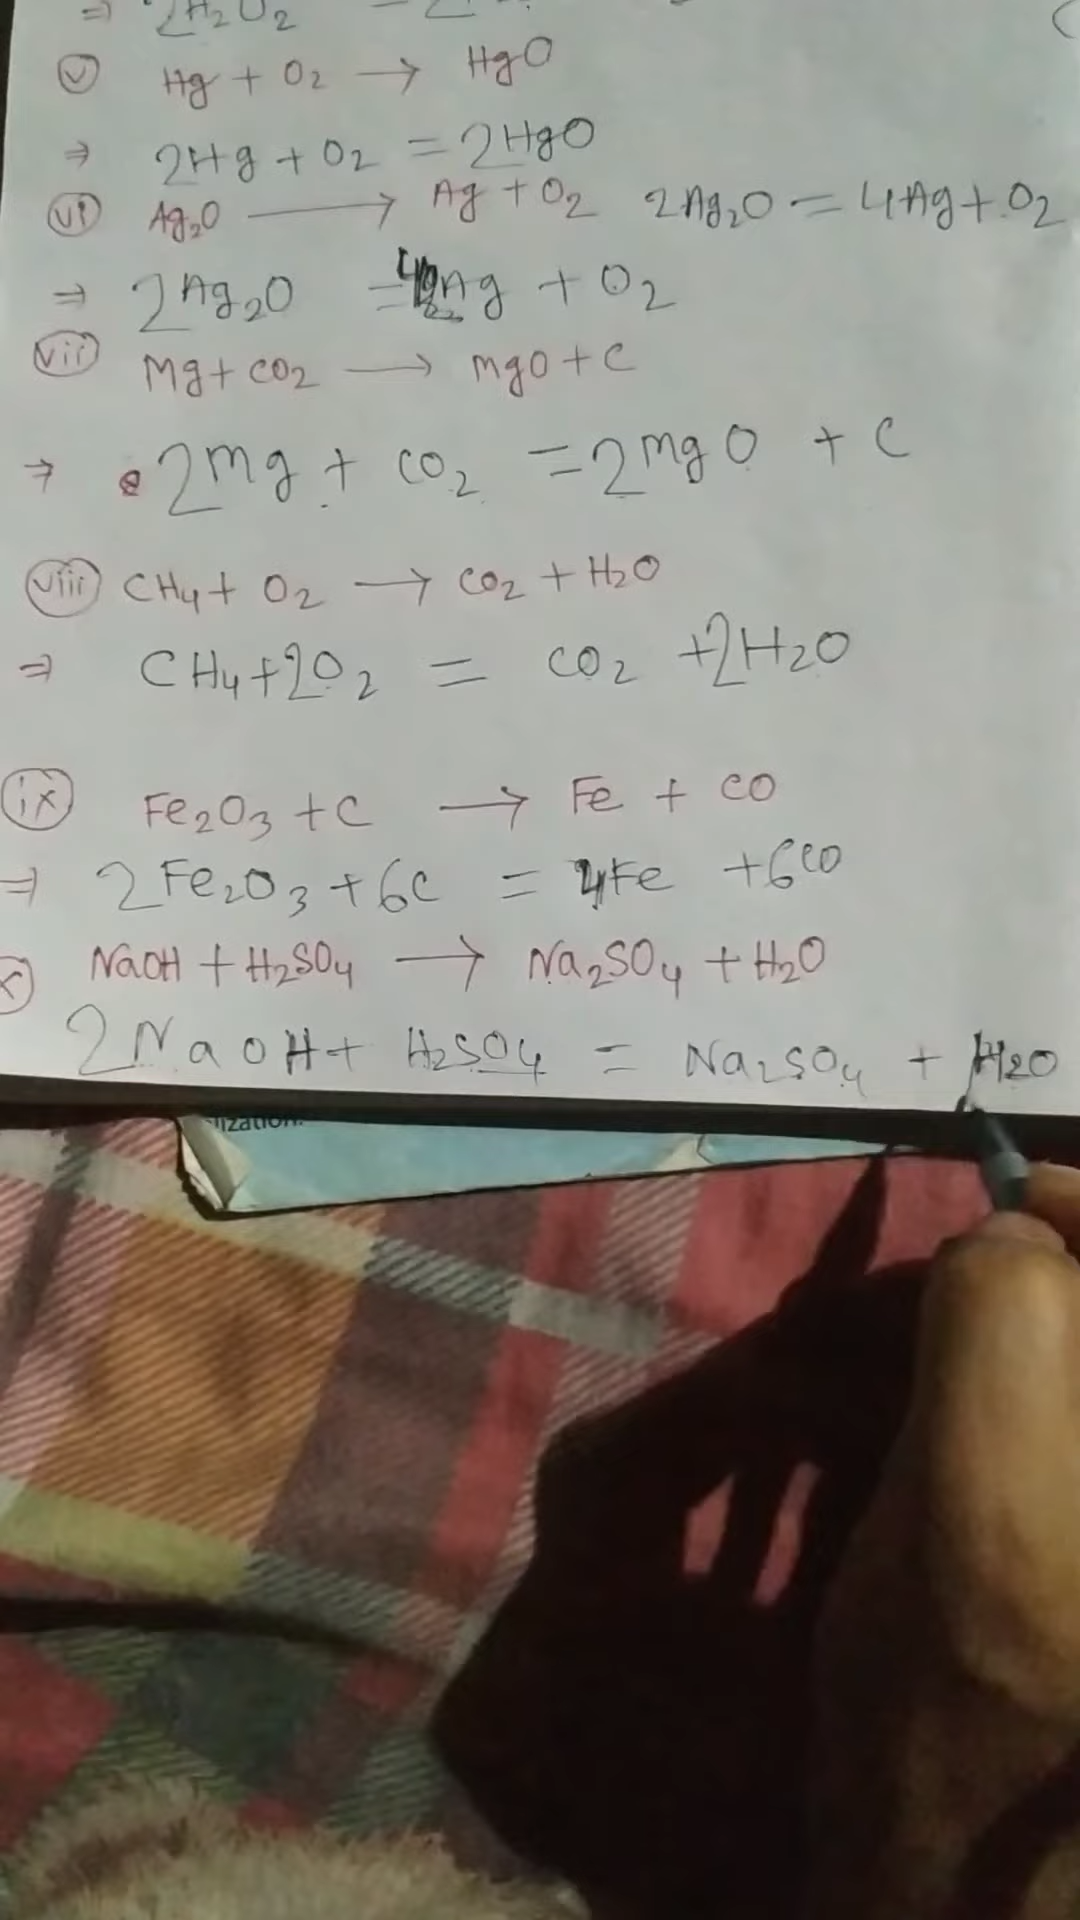 ⇒ 2H₂O₂
(v) Hg + O₂ → HgO
⇒ 2Hg + O₂ = 2HgO
(vi) Ag₂O → Ag + O₂ 2Ag₂O = 4Ag + O₂
⇒ 2Ag₂O = 4Ag + O₂
(vii) Mg + CO₂ → MgO + C
→ 2Mg + CO₂ = 2MgO + C
(viii) CH₄ + O₂ → CO₂ + H₂O
⇒ CH₄ + 2O₂ = CO₂ + 2H₂O
(ix) Fe₂O₃ + C → Fe + CO
⇒ 2Fe₂O₃ + 6C = 4Fe + 6CO
(x) NaOH + H₂SO₄ → Na₂SO₄ + H₂O
2NaOH + H₂SO₄ = Na₂SO₄ + H₂O